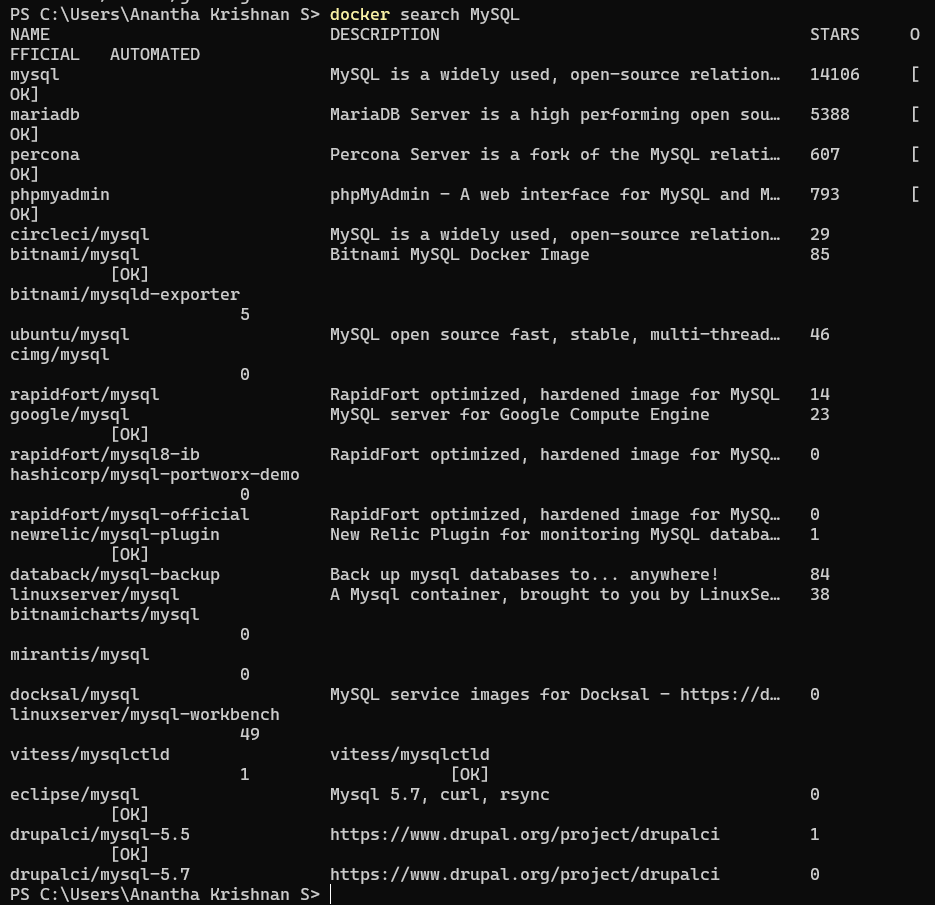 PS C:\Users\Anantha Krishnan S> docker search MySQL
NAME                            DESCRIPTION                                     STARS     O
FFICIAL   AUTOMATED
mysql                           MySQL is a widely used, open-source relation…   14106     [
OK]
mariadb                         MariaDB Server is a high performing open sou…   5388      [
OK]
percona                         Percona Server is a fork of the MySQL relati…   607       [
OK]
phpmyadmin                      phpMyAdmin - A web interface for MySQL and M…   793       [
OK]
circleci/mysql                  MySQL is a widely used, open-source relation…   29
bitnami/mysql                   Bitnami MySQL Docker Image                      85
          [OK]
bitnami/mysqld-exporter
                       5
ubuntu/mysql                    MySQL open source fast, stable, multi-thread…   46
cimg/mysql
                       0
rapidfort/mysql                 RapidFort optimized, hardened image for MySQL   14
google/mysql                    MySQL server for Google Compute Engine          23
          [OK]
rapidfort/mysql8-ib             RapidFort optimized, hardened image for MySQ…   0
hashicorp/mysql-portworx-demo
                       0
rapidfort/mysql-official        RapidFort optimized, hardened image for MySQ…   0
newrelic/mysql-plugin           New Relic Plugin for monitoring MySQL databa…   1
          [OK]
databack/mysql-backup           Back up mysql databases to... anywhere!         84
linuxserver/mysql               A Mysql container, brought to you by LinuxSe…   38
bitnamicharts/mysql
                       0
mirantis/mysql
                       0
docksal/mysql                   MySQL service images for Docksal - https://d…   0
linuxserver/mysql-workbench
                       49
vitess/mysqlctld                vitess/mysqlctld
                       1                    [OK]
eclipse/mysql                   Mysql 5.7, curl, rsync                          0
          [OK]
drupalci/mysql-5.5              https://www.drupal.org/project/drupalci         1
          [OK]
drupalci/mysql-5.7              https://www.drupal.org/project/drupalci         0
PS C:\Users\Anantha Krishnan S>